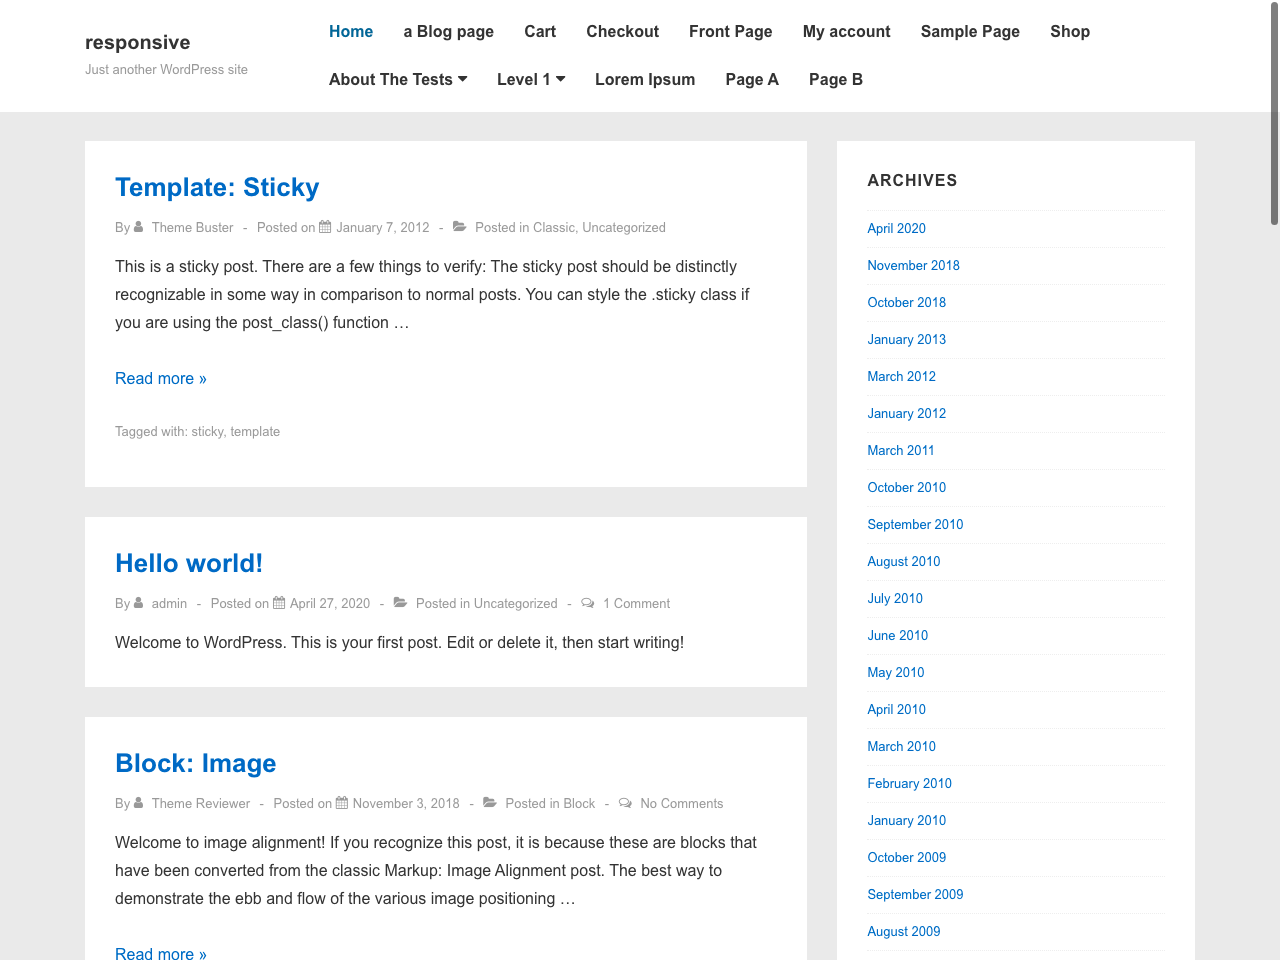 responsive
Just another WordPress site
Home a Blog page Cart Checkout Front Page My account Sample Page Shop
About The Tests Level 1 Lorem Ipsum Page A Page B
Template: Sticky
By Theme Buster - Posted on January 7, 2012 - Posted in Classic, Uncategorized
This is a sticky post. There are a few things to verify: The sticky post should be distinctly
recognizable in some way in comparison to normal posts. You can style the .sticky class if
you are using the post_class() function …
Read more »
Tagged with: sticky, template
Hello world!
By admin - Posted on April 27, 2020 - Posted in Uncategorized - 1 Comment
Welcome to WordPress. This is your first post. Edit or delete it, then start writing!
Block: Image
By Theme Reviewer - Posted on November 3, 2018 - Posted in Block - No Comments
Welcome to image alignment! If you recognize this post, it is because these are blocks that
have been converted from the classic Markup: Image Alignment post. The best way to
demonstrate the ebb and flow of the various image positioning …
Read more »
ARCHIVES
April 2020
November 2018
October 2018
January 2013
March 2012
January 2012
March 2011
October 2010
September 2010
August 2010
July 2010
June 2010
May 2010
April 2010
March 2010
February 2010
January 2010
October 2009
September 2009
August 2009